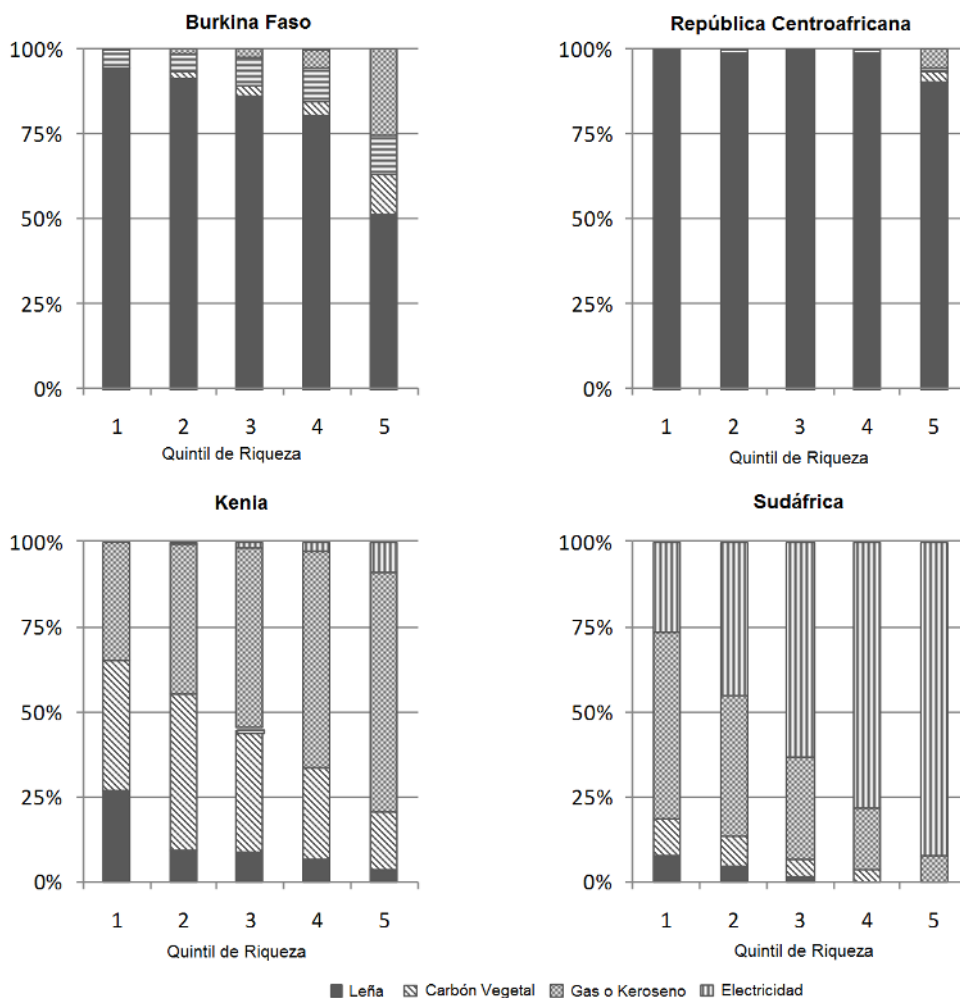 Burkina Faso
100%
75%
50%
25%
0%
1 2 3 4 5
Quintil de Riqueza
República Centroafricana
100%
75%
50%
25%
0%
1 2 3 4 5
Quintil de Riqueza
Kenia
100%
75%
50%
25%
0%
1 2 3 4 5
Quintil de Riqueza
Sudáfrica
100%
75%
50%
25%
0%
1 2 3 4 5
Quintil de Riqueza
Leña Carbón Vegetal Gas o Keroseno Electricidad